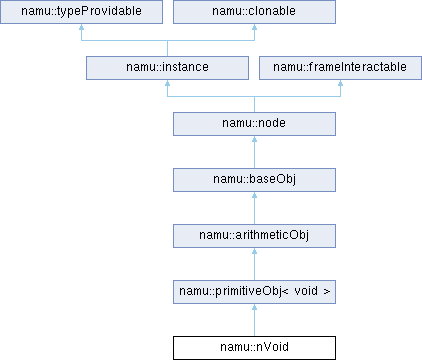 namu::typeProvidable namu::clonable
namu::instance namu::frameInteractable
namu::node
namu::baseObj
namu::arithmeticObj
namu::primitiveObj< void >
namu::nVoid